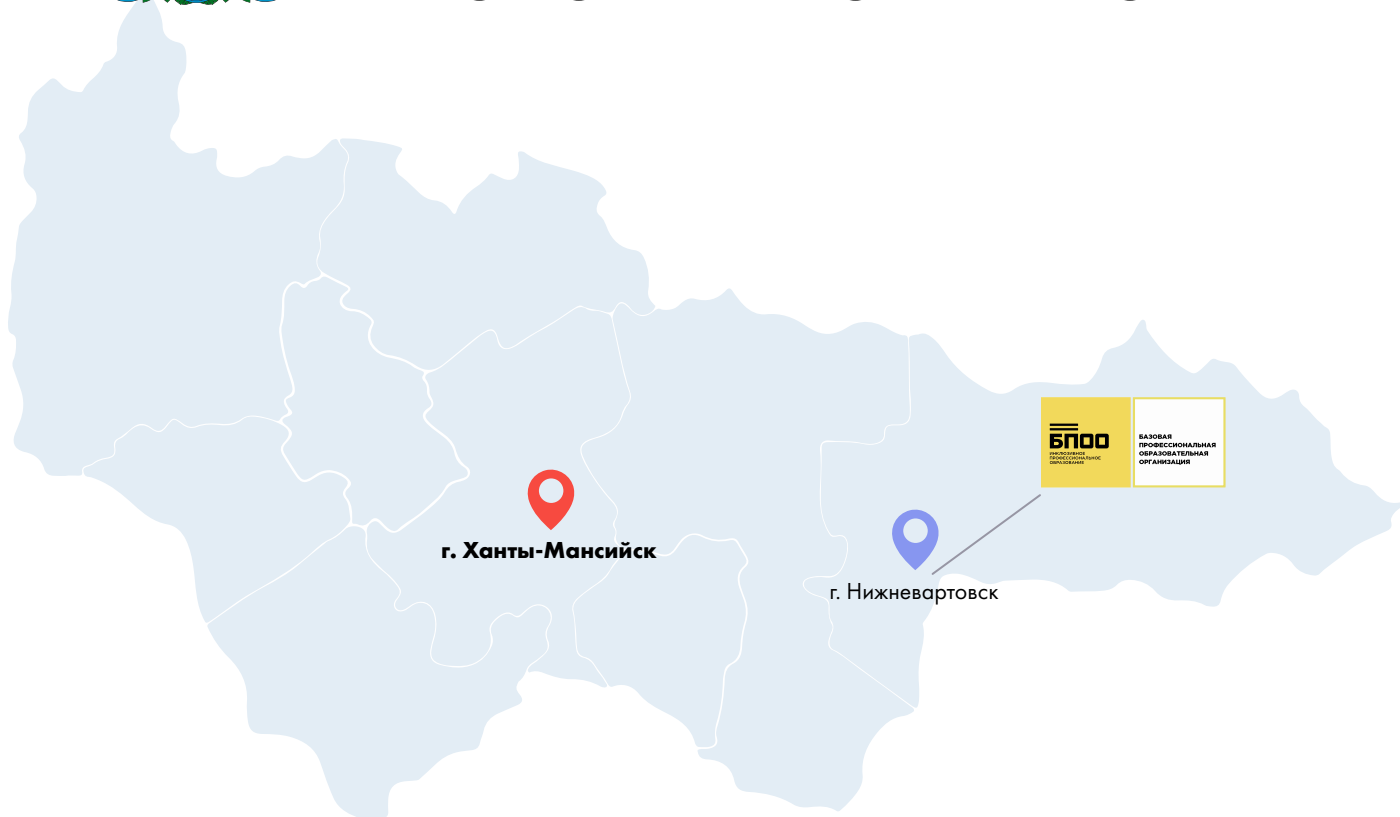 БПОО
ИНКЛЮЗИВНОЕ
ПРОФЕССИОНАЛЬНОЕ
ОБРАЗОВАНИЕ
БАЗОВАЯ
ПРОФЕССИОНАЛЬНАЯ
ОБРАЗОВАТЕЛЬНАЯ
ОРГАНИЗАЦИЯ
г. Ханты-Мансийск
г. Нижневартовск